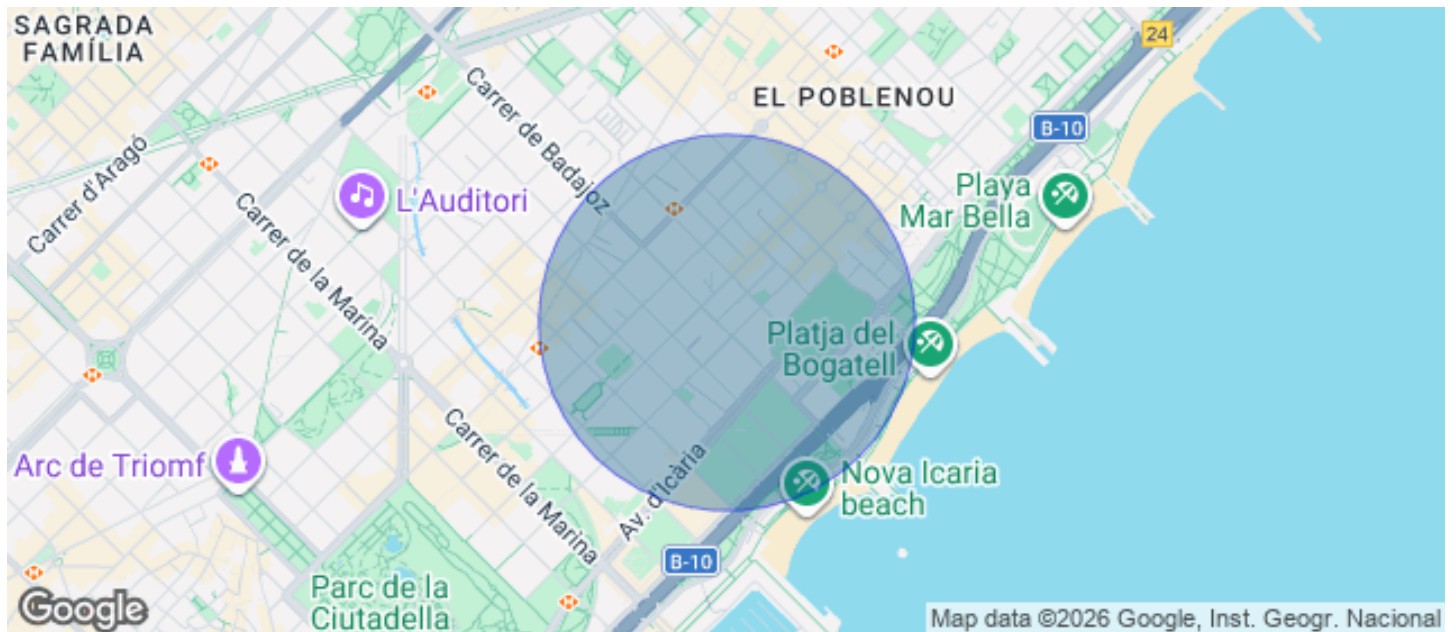 SAGRADA
FAMÍLIA
24
EL POBLENOU
Carrer de Badajoz
B-10
Carrer d'Aragó
L'Auditori
Playa
Mar Bella
Carrer de la Marina
Platja del
Bogatell
Arc de Triomf
Carrer de la Marina
Av. d'Icària
Nova Icaria
beach
B-10
Parc de la
Ciutadella
Google
Map data ©2026 Google, Inst. Geogr. Nacional